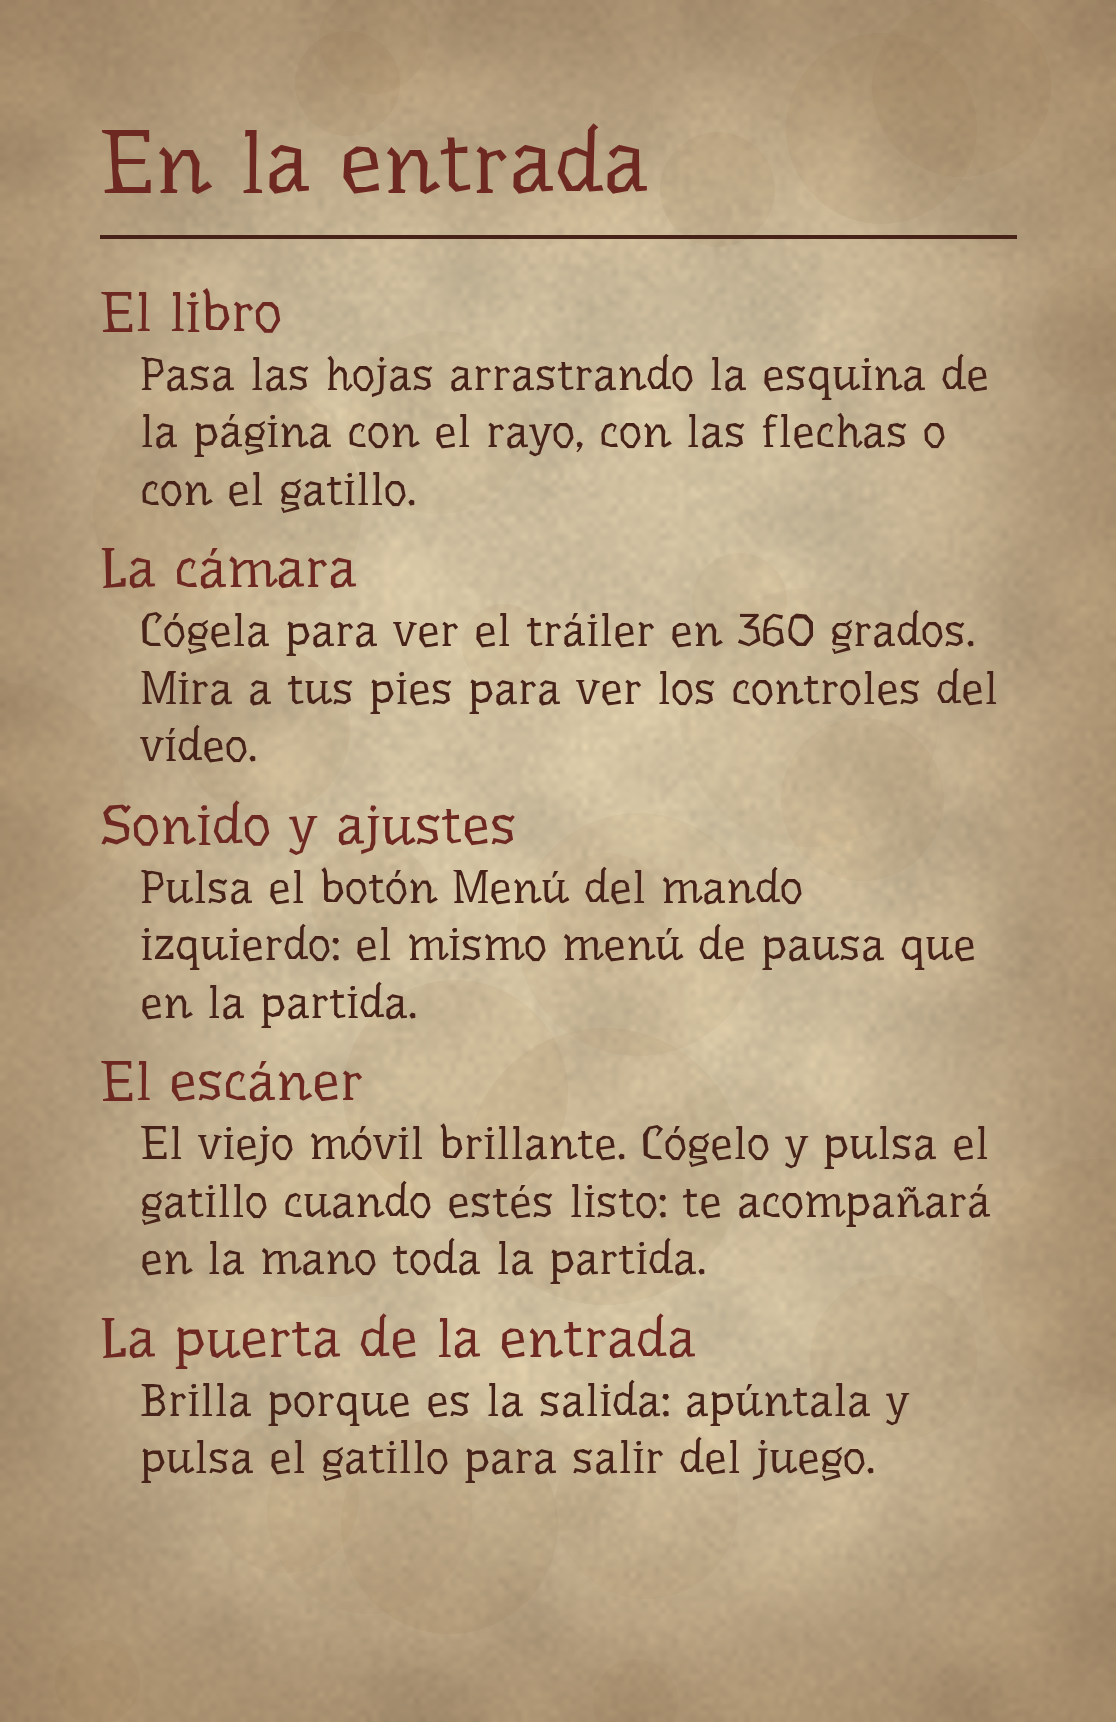 En la entrada
El libro
Pasa las hojas arrastrando la esquina de
la página con el rayo, con las flechas o
con el gatillo.
La cámara
Cógela para ver el tráiler en 360 grados.
Mira a tus pies para ver los controles del
vídeo.
Sonido y ajustes
Pulsa el botón Menú del mando
izquierdo: el mismo menú de pausa que
en la partida.
El escáner
El viejo móvil brillante. Cógelo y pulsa el
gatillo cuando estés listo: te acompañará
en la mano toda la partida.
La puerta de la entrada
Brilla porque es la salida: apúntala y
pulsa el gatillo para salir del juego.